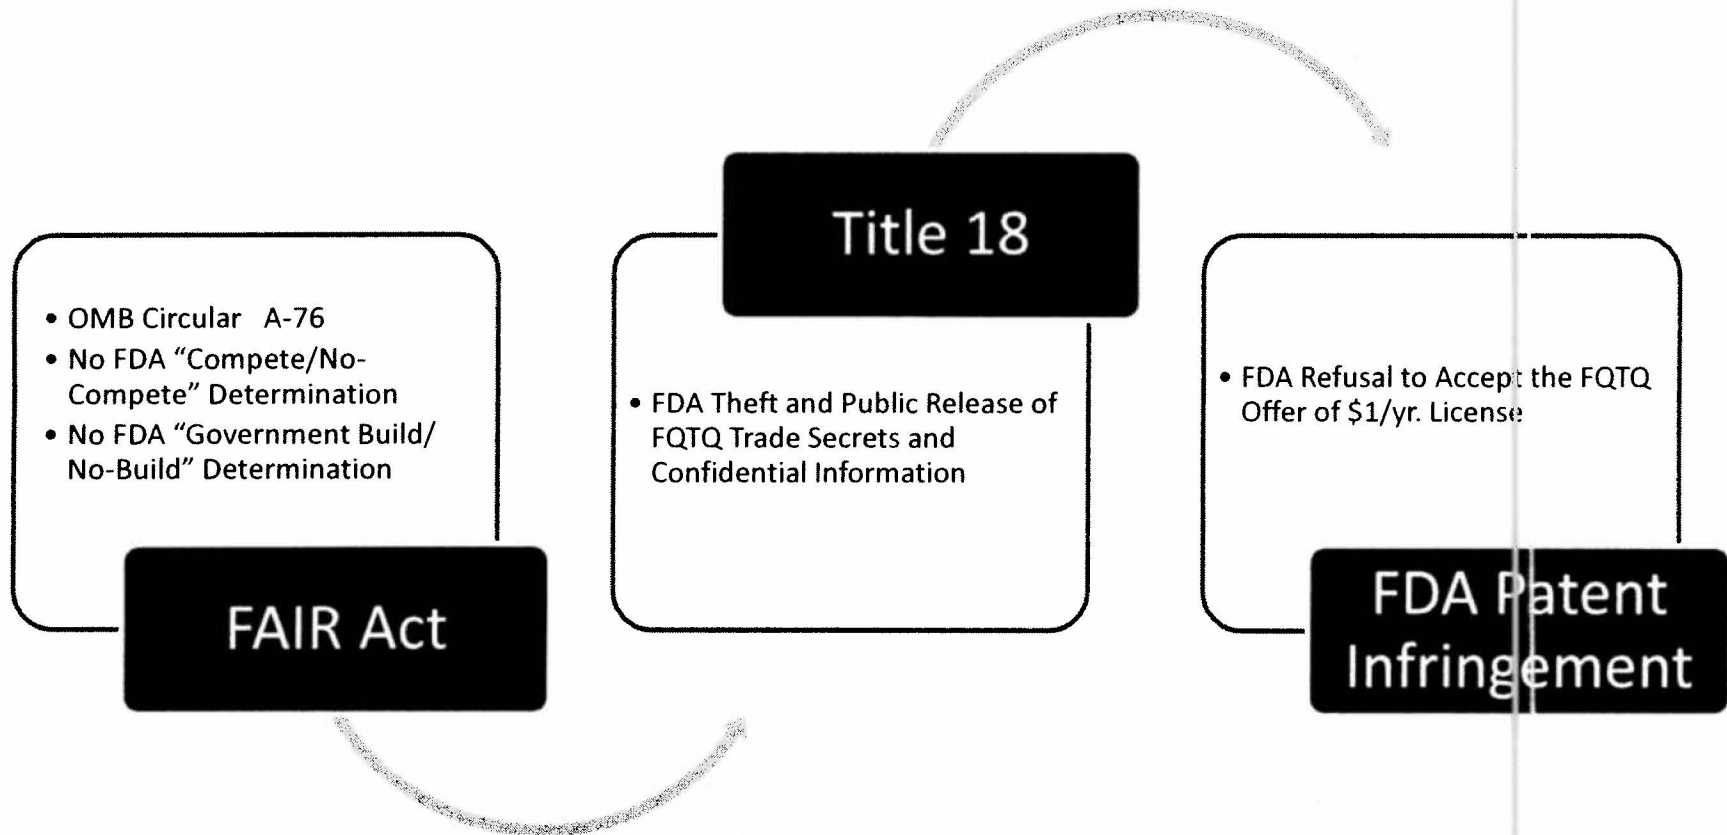 • OMB Circular A-76
• No FDA “Compete/No-
Compete” Determination
• No FDA “Government Build/
No-Build” Determination
FAIR Act
Title 18
• FDA Theft and Public Release of
FQTQ Trade Secrets and
Confidential Information
• FDA Refusal to Accept the FQTQ
Offer of $1/yr. License
FDA Patent
Infringement